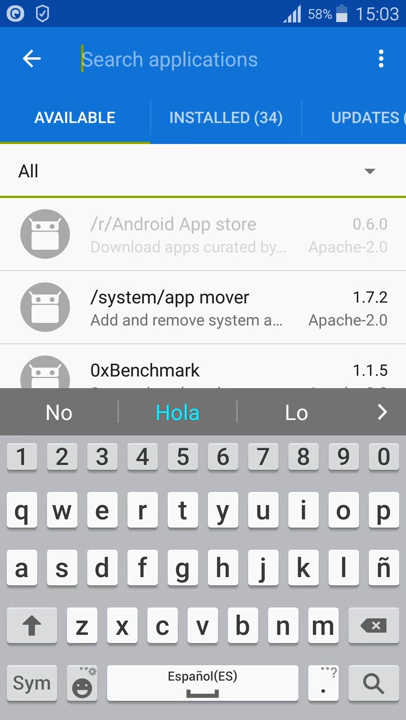 58% 15:03
Search applications
AVAILABLE INSTALLED (34) UPDATES (
All
/r/Android App store 0.6.0
Download apps curated by... Apache-2.0
/system/app mover 1.7.2
Add and remove system a... Apache-2.0
0xBenchmark 1.1.5
No Hola Lo >
1 2 3 4 5 6 7 8 9 0
q w e r t y u i o p
a s d f g h j k l ñ
z x c v b n m
Sym Español(ES) . ...?